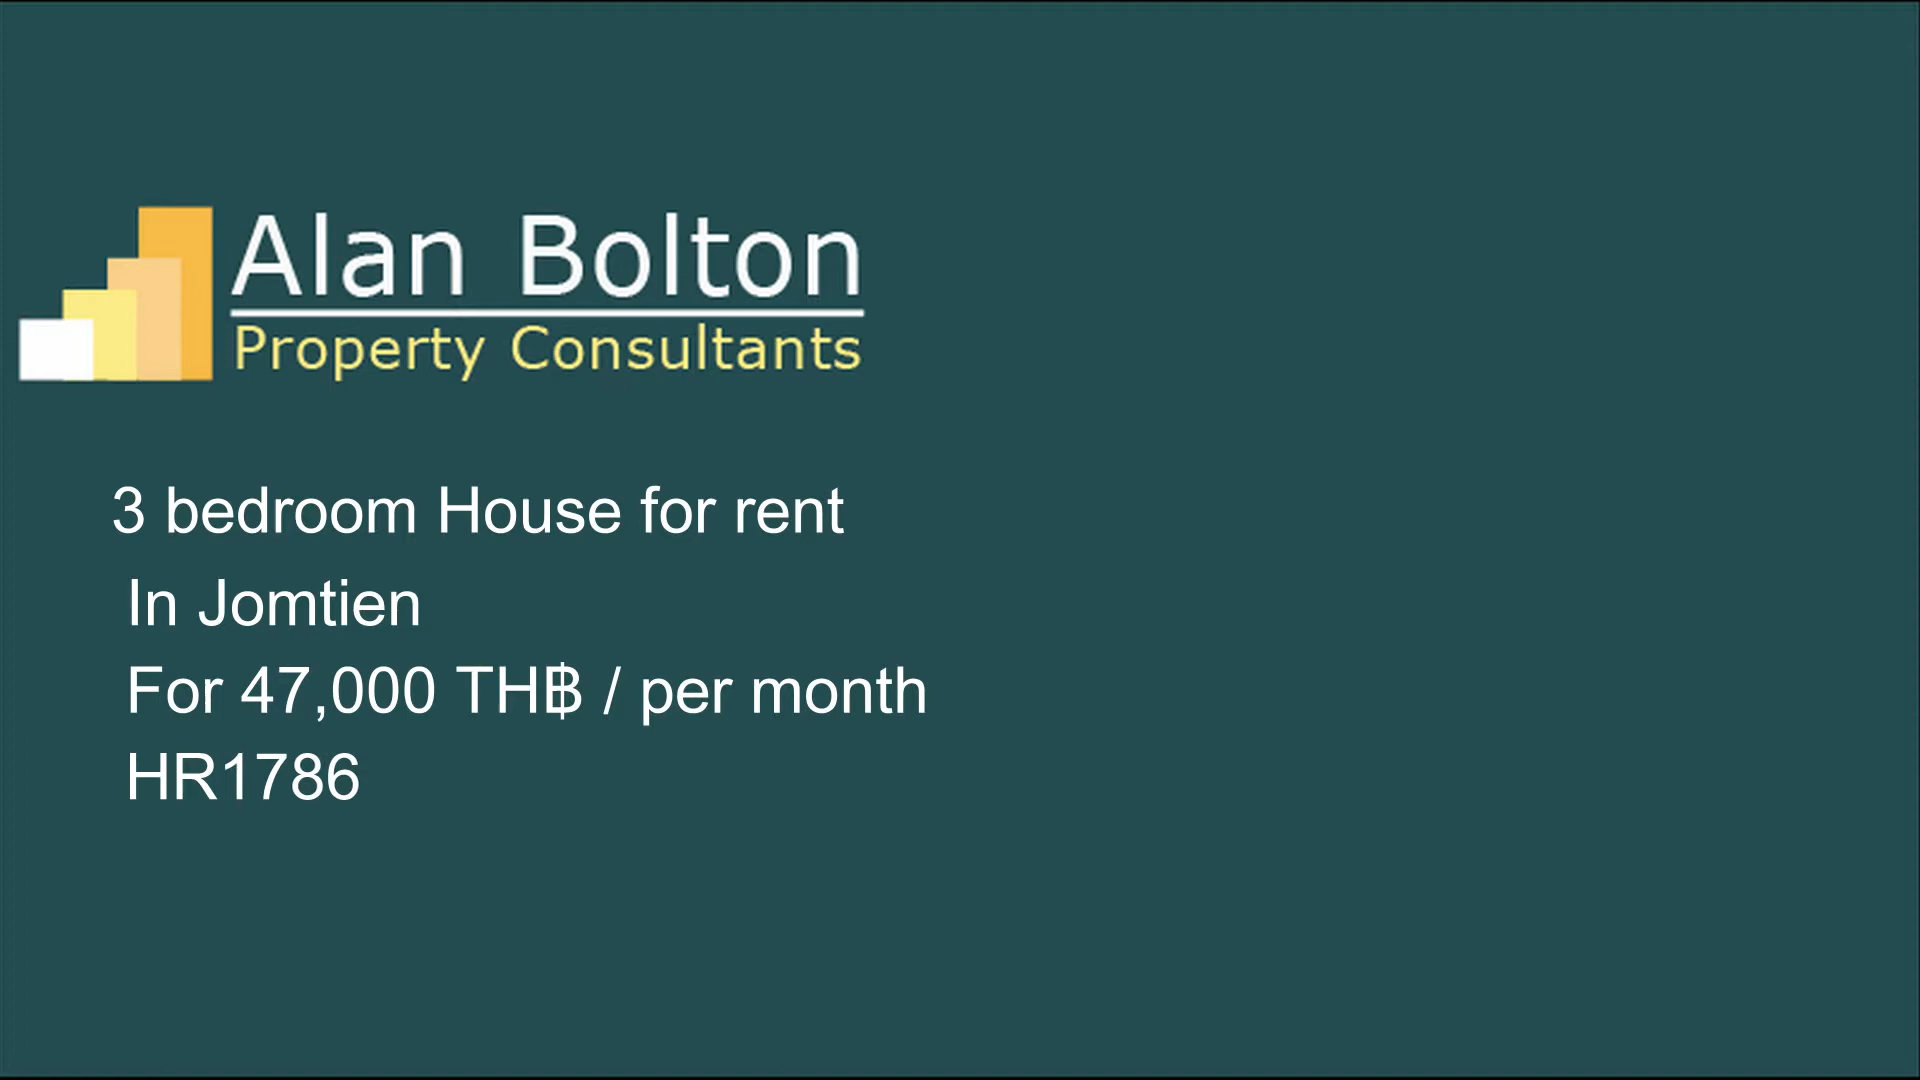 Alan Bolton
Property Consultants
3 bedroom House for rent
In Jomtien
For 47,000 TH฿ / per month
HR1786